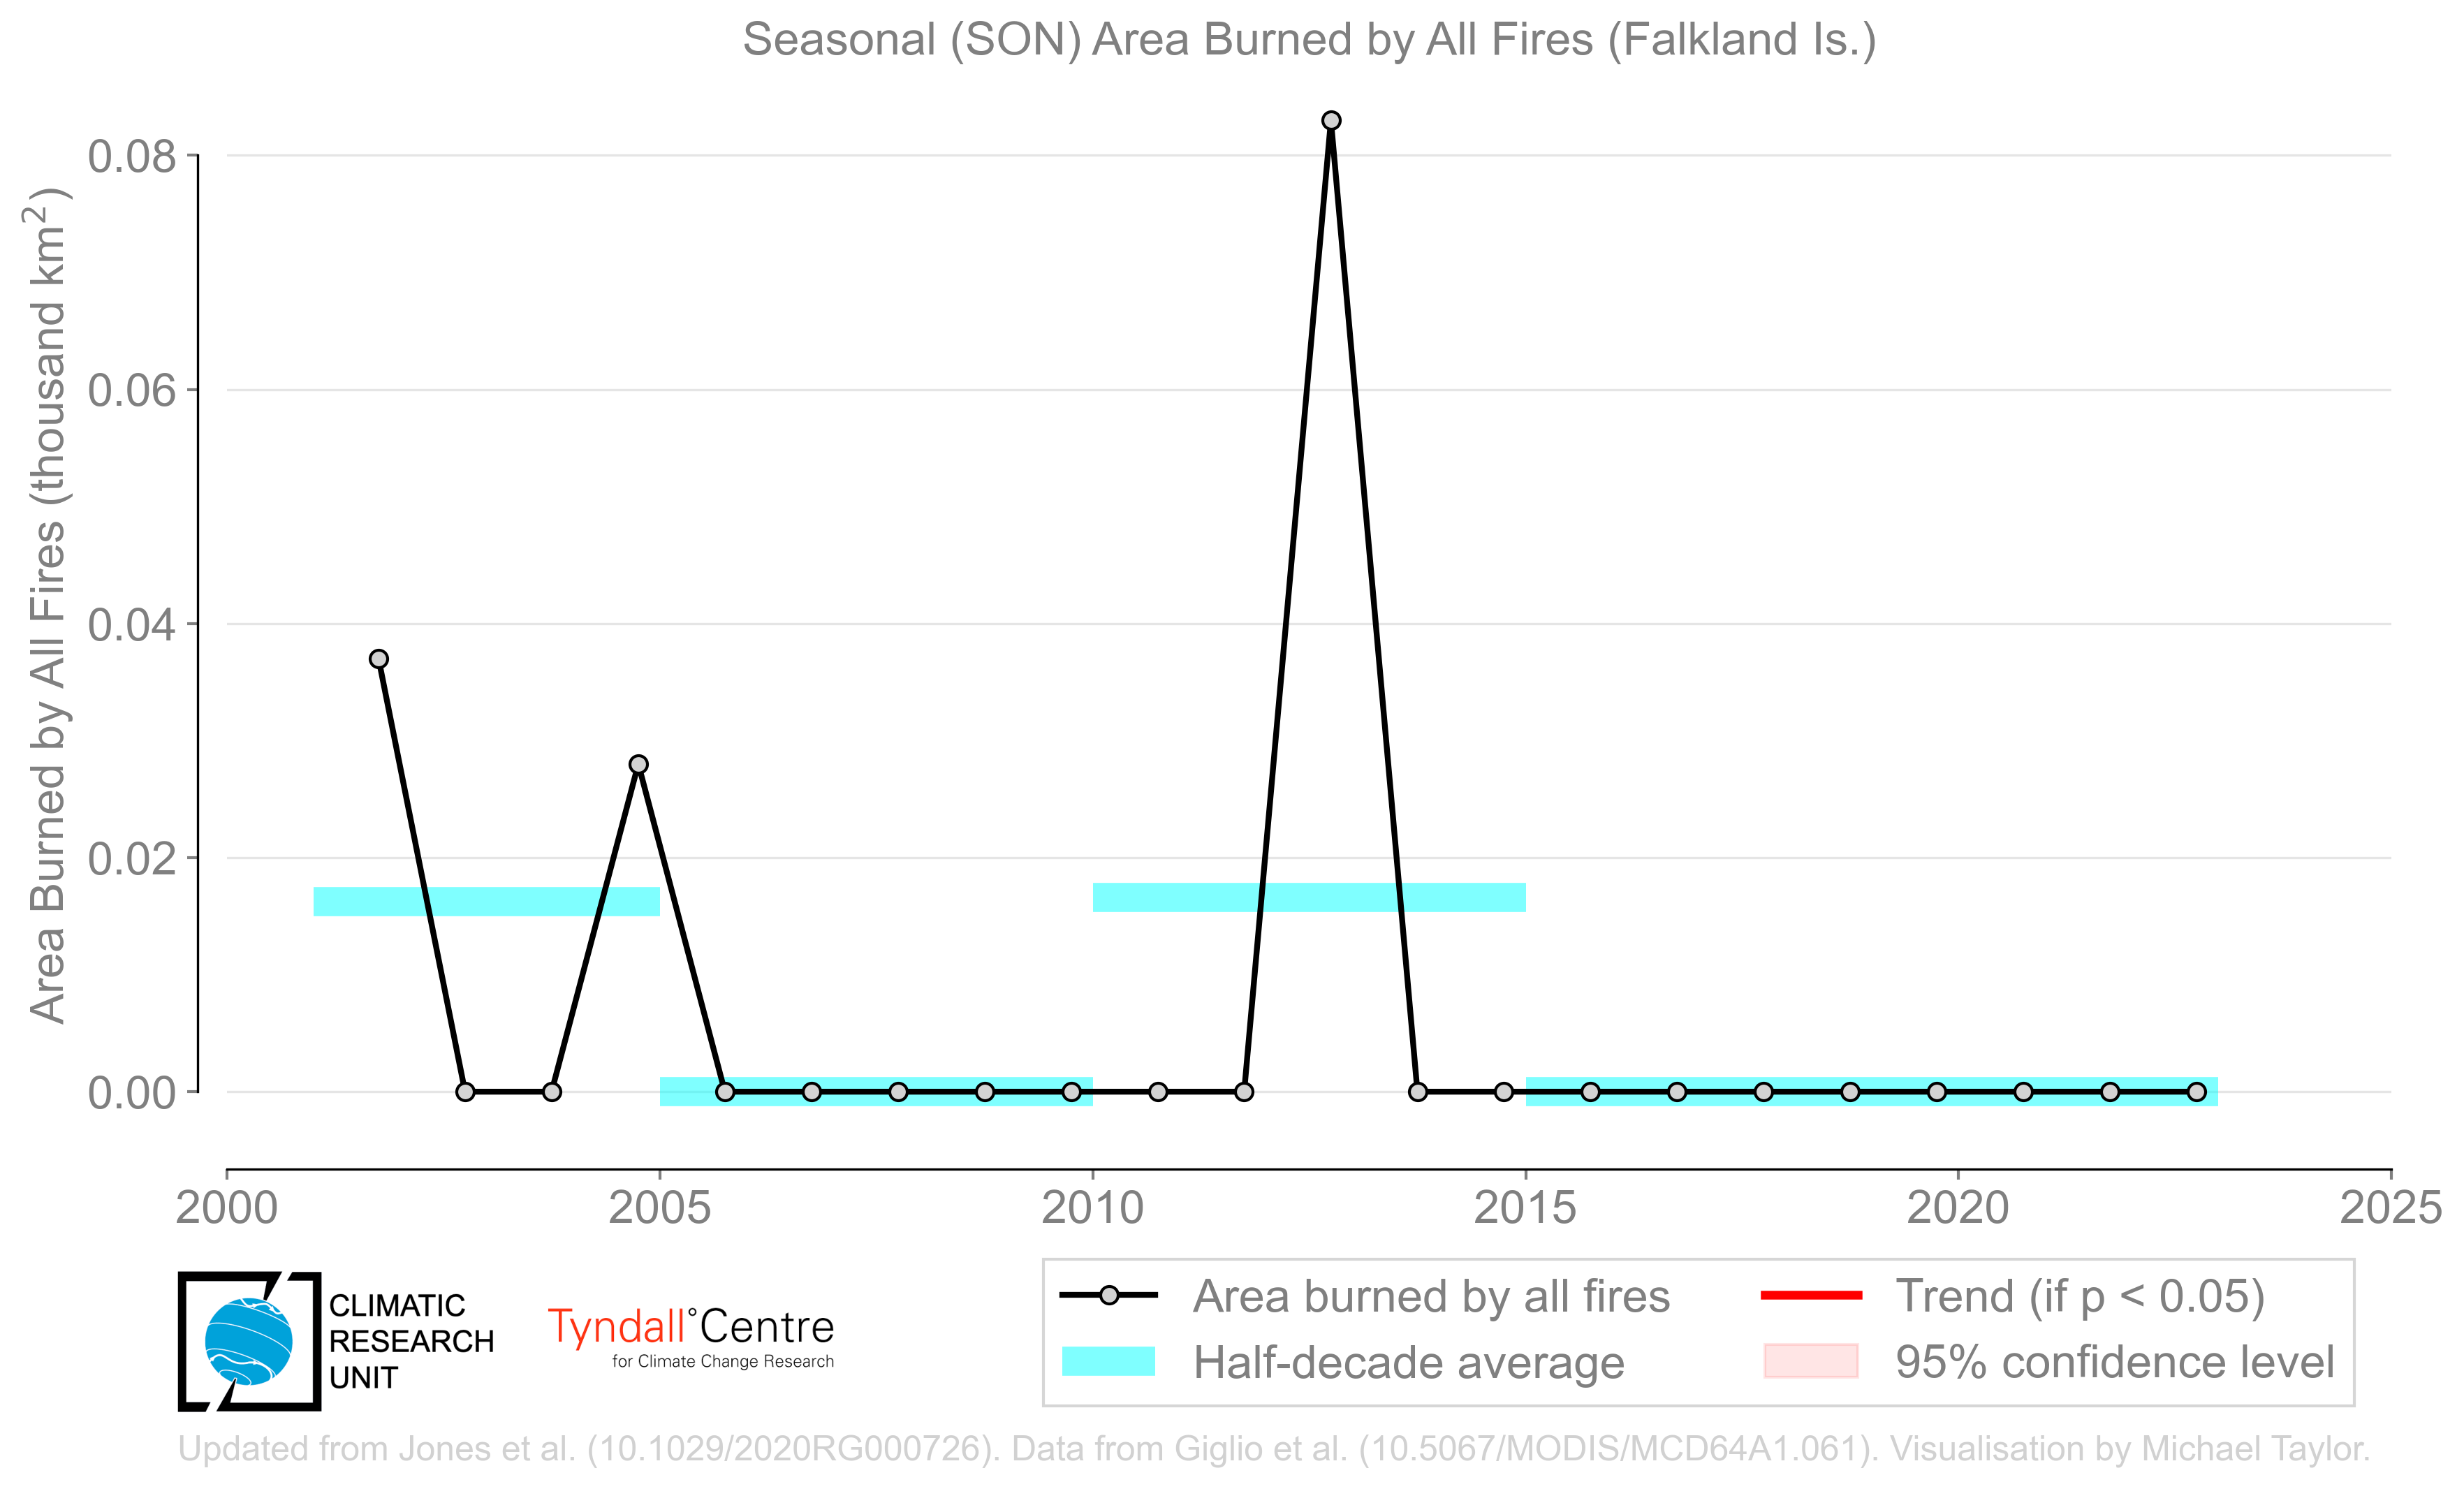 Seasonal (SON) Area Burned by All Fires (Falkland Is.)
Area Burned by All Fires (thousand km²)
0.08
0.06
0.04
0.02
0.00
2000 2005 2010 2015 2020 2025
CLIMATIC
RESEARCH
UNIT
Tyndall°Centre
for Climate Change Research
Area burned by all fires
Half-decade average
Trend (if p < 0.05)
95% confidence level
Updated from Jones et al. (10.1029/2020RG000726). Data from Giglio et al. (10.5067/MODIS/MCD64A1.061). Visualisation by Michael Taylor.